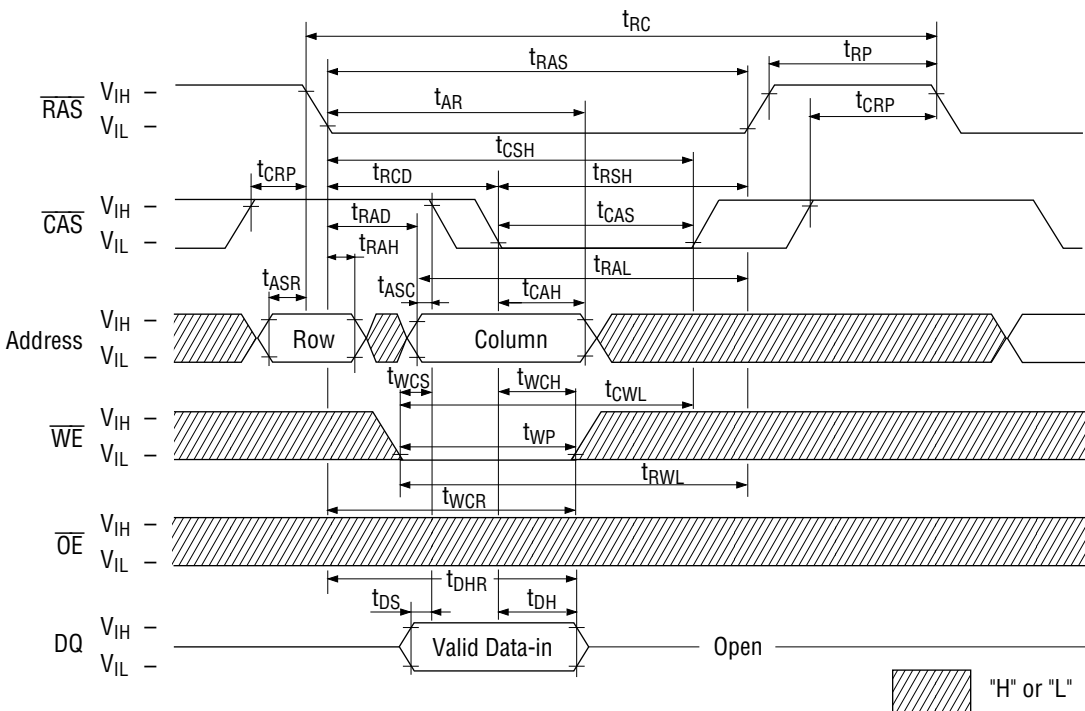 tRC
tRAS
tRP
RAS
VIH –
VIL –
tAR
tCRP
tCSH
tCRP
tRCD
tRSH
CAS
VIH –
VIL –
tRAD
tCAS
tRAH
tRAL
tASR
tASC
tCAH
Address
VIH –
VIL –
Row
Column
tWCS
tWCH
tCWL
WE
VIH –
VIL –
tWP
tRWL
tWCR
OE
VIH –
VIL –
tDHR
tDS
tDH
DQ
VIH –
VIL –
Valid Data-in
Open
"H" or "L"